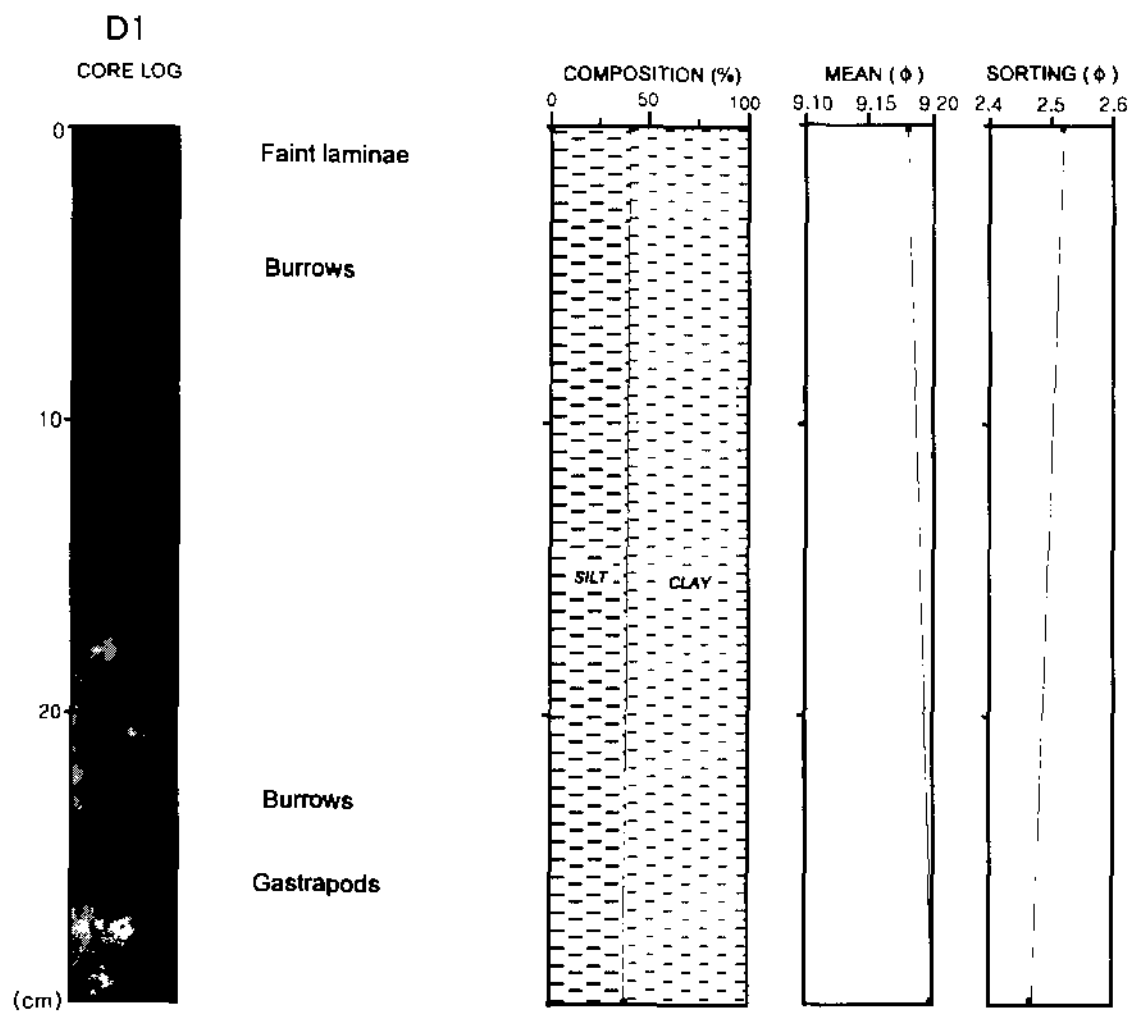 D1
CORE LOG
COMPOSITION (%)
MEAN (ϕ)
SORTING (ϕ)
0 50 100
9.10 9.15 9.20
2.4 2.5 2.6
0
Faint laminae
Burrows
10
SILT
CLAY
20
Burrows
Gastrapods
(cm)